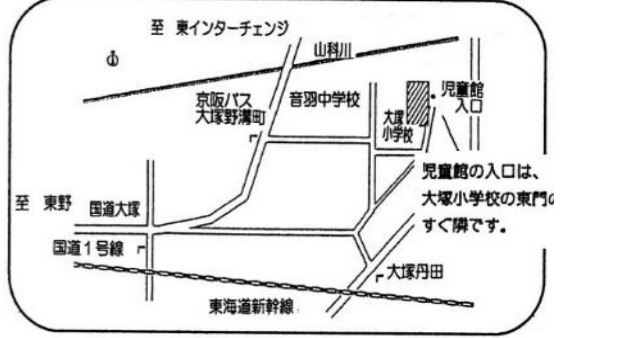 至 東インターチェンジ
山科川
京阪バス
大塚野溝町
音羽中学校
大塚
小学校
児童館
入口
児童館の入口は、
大塚小学校の東門の
すぐ隣です。
至 東野
国道大塚
国道1号線
大塚丹田
東海道新幹線